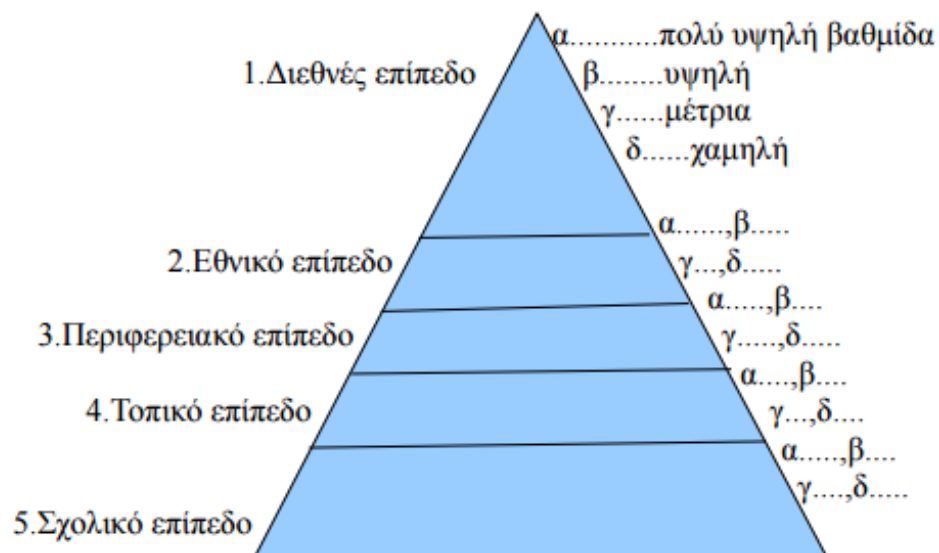 α...........πολύ υψηλή βαθμίδα
1.Διεθνές επίπεδο
β........υψηλή
γ......μέτρια
δ......χαμηλή
α......,β.....
2.Εθνικό επίπεδο
γ...,δ.....
α.....,β....
3.Περιφερειακό επίπεδο
γ.....,δ.....
α....,β....
4.Τοπικό επίπεδο
γ...,δ....
α.....,β....
γ....,δ.....
5.Σχολικό επίπεδο